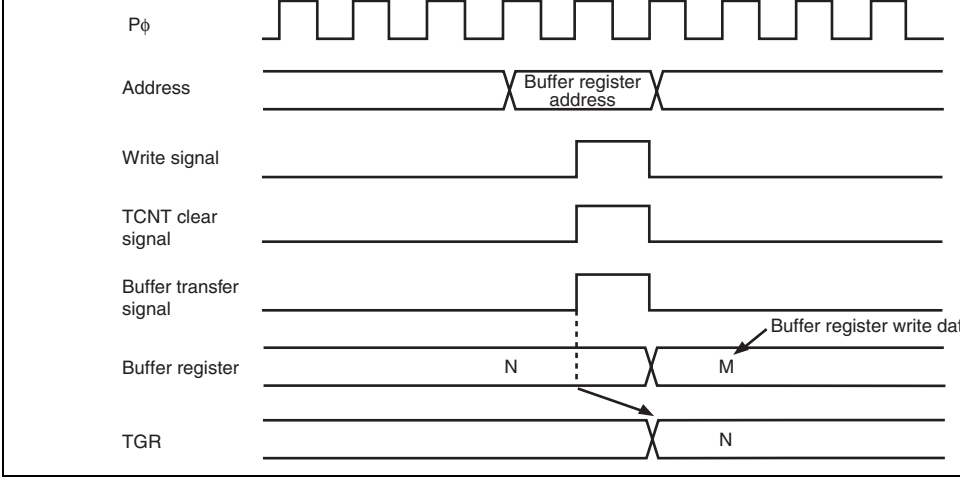 Pϕ
Address
Buffer register
address
Write signal
TCNT clear
signal
Buffer transfer
signal
Buffer register write dat
Buffer register
N
M
TGR
N